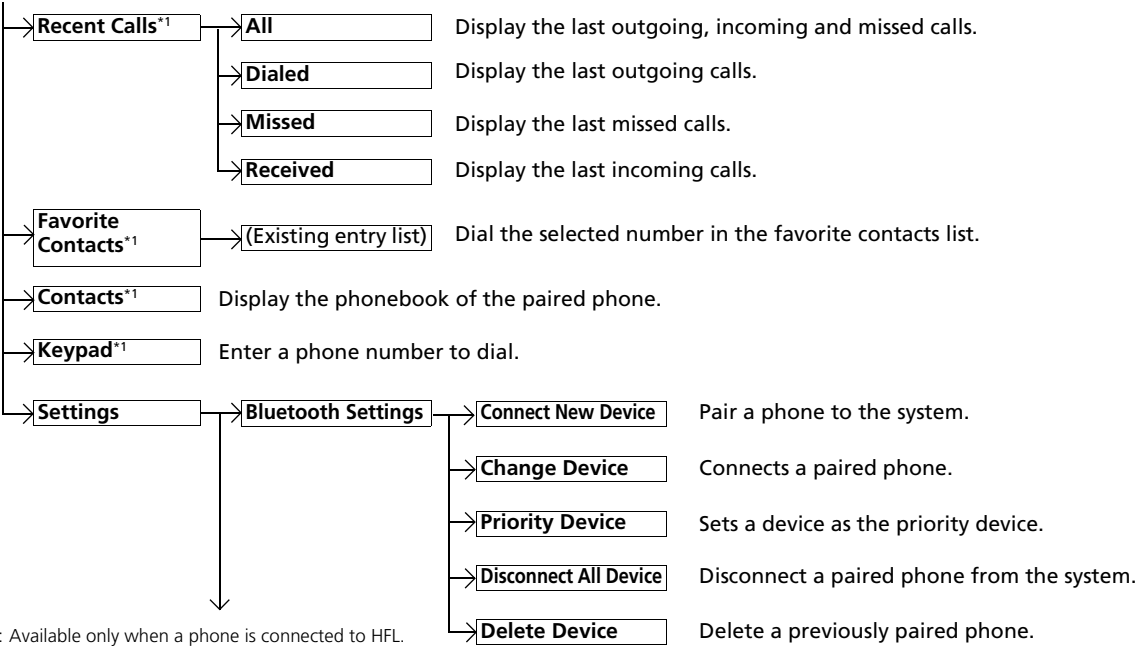 Recent Calls*1
All
Display the last outgoing, incoming and missed calls.
Dialed
Display the last outgoing calls.
Missed
Display the last missed calls.
Received
Display the last incoming calls.
Favorite
Contacts*1
(Existing entry list)
Dial the selected number in the favorite contacts list.
Contacts*1
Display the phonebook of the paired phone.
Keypad*1
Enter a phone number to dial.
Settings
Bluetooth Settings
Connect New Device
Pair a phone to the system.
Change Device
Connects a paired phone.
Priority Device
Sets a device as the priority device.
Disconnect All Device
Disconnect a paired phone from the system.
Delete Device
Delete a previously paired phone.
: Available only when a phone is connected to HFL.